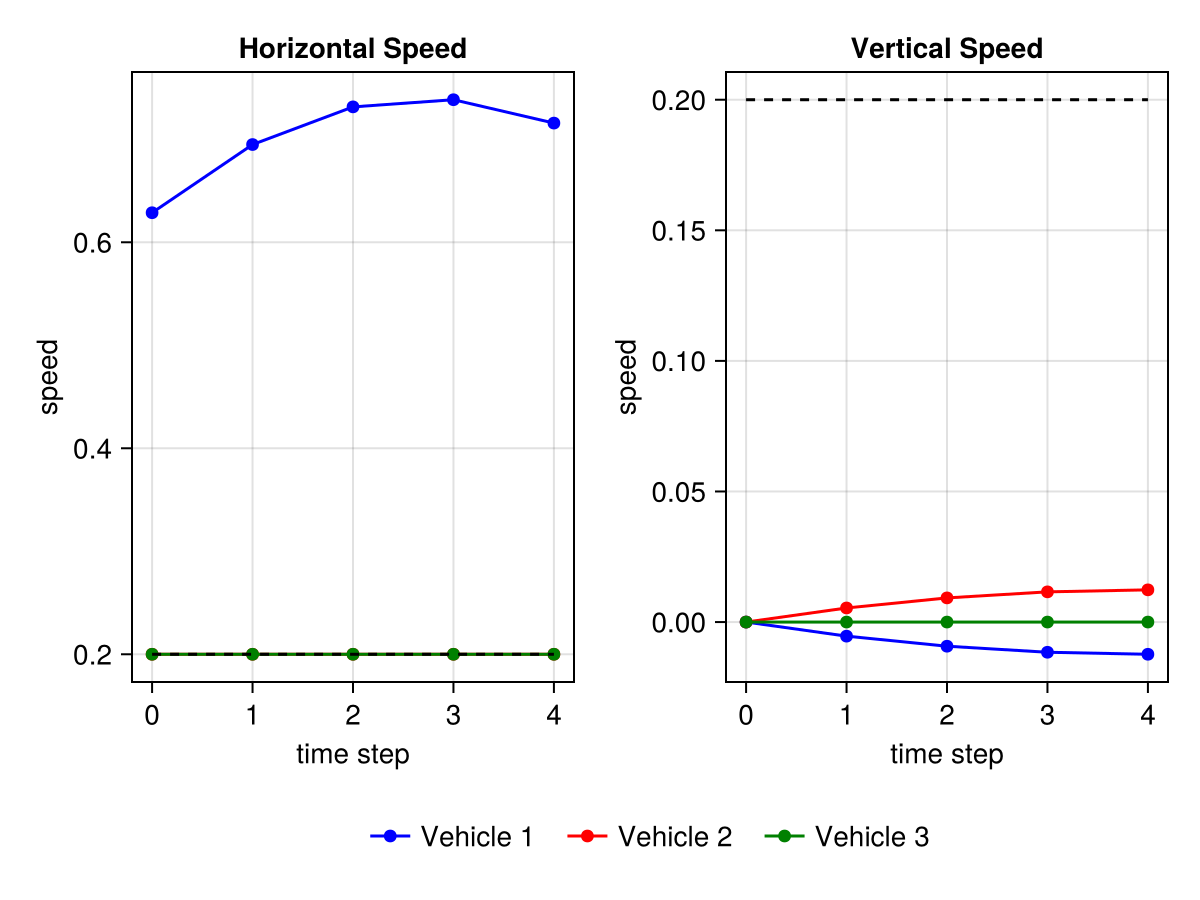 Horizontal Speed
speed
0.6
0.4
0.2
0 1 2 3 4
time step
Vertical Speed
speed
0.20
0.15
0.10
0.05
0.00
0 1 2 3 4
time step
Vehicle 1 Vehicle 2 Vehicle 3